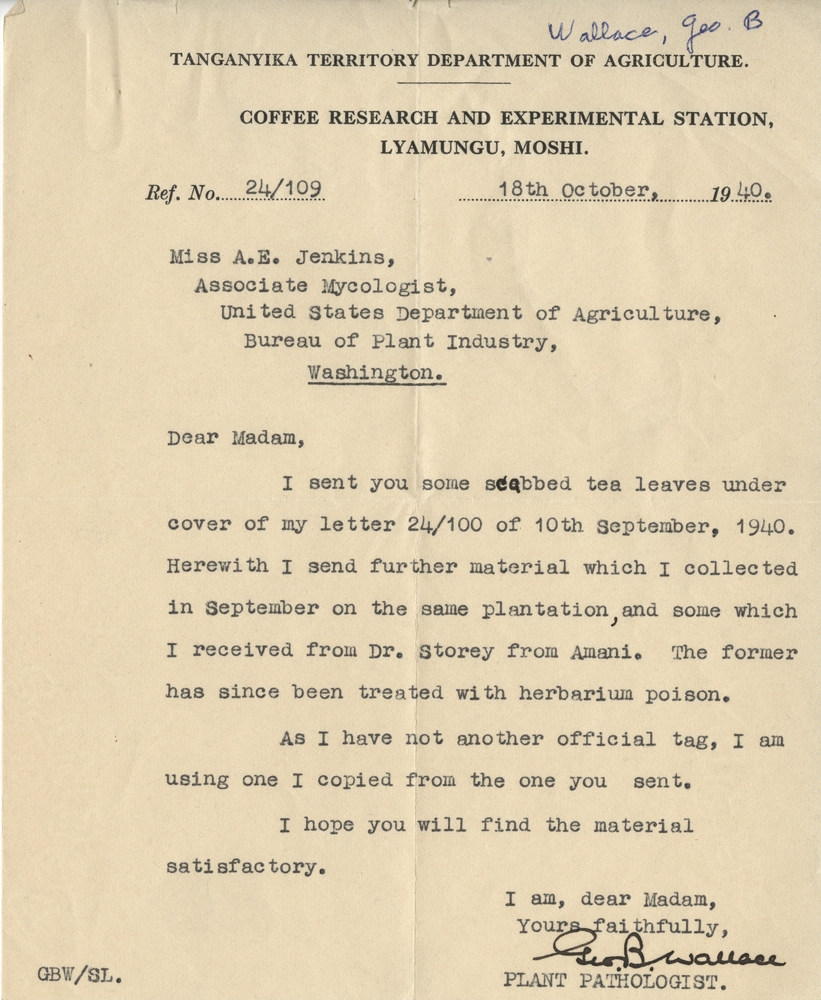 Wallace, Geo. B
TANGANYIKA TERRITORY DEPARTMENT OF AGRICULTURE.
COFFEE RESEARCH AND EXPERIMENTAL STATION,
LYAMUNGU, MOSHI.
Ref. No. 24/109 18th October, 1940.
Miss A.E. Jenkins,
Associate Mycologist,
United States Department of Agriculture,
Bureau of Plant Industry,
Washington.
Dear Madam,
I sent you some scabbed tea leaves under
cover of my letter 24/100 of 10th September, 1940.
Herewith I send further material which I collected
in September on the same plantation, and some which
I received from Dr. Storey from Amani. The former
has since been treated with herbarium poison.
As I have not another official tag, I am
using one I copied from the one you sent.
I hope you will find the material
satisfactory.
I am, dear Madam,
Yours faithfully,
Geo. B. Wallace
PLANT PATHOLOGIST.
GBW/SL.